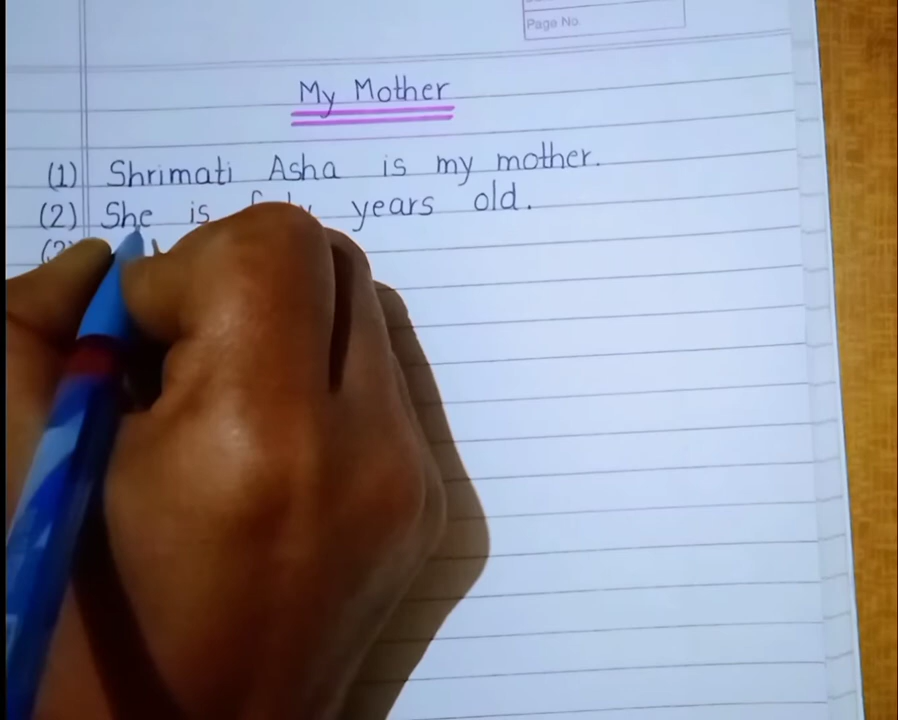 Page No.
My Mother
(1) Shrimati Asha is my mother.
(2) She is years old.